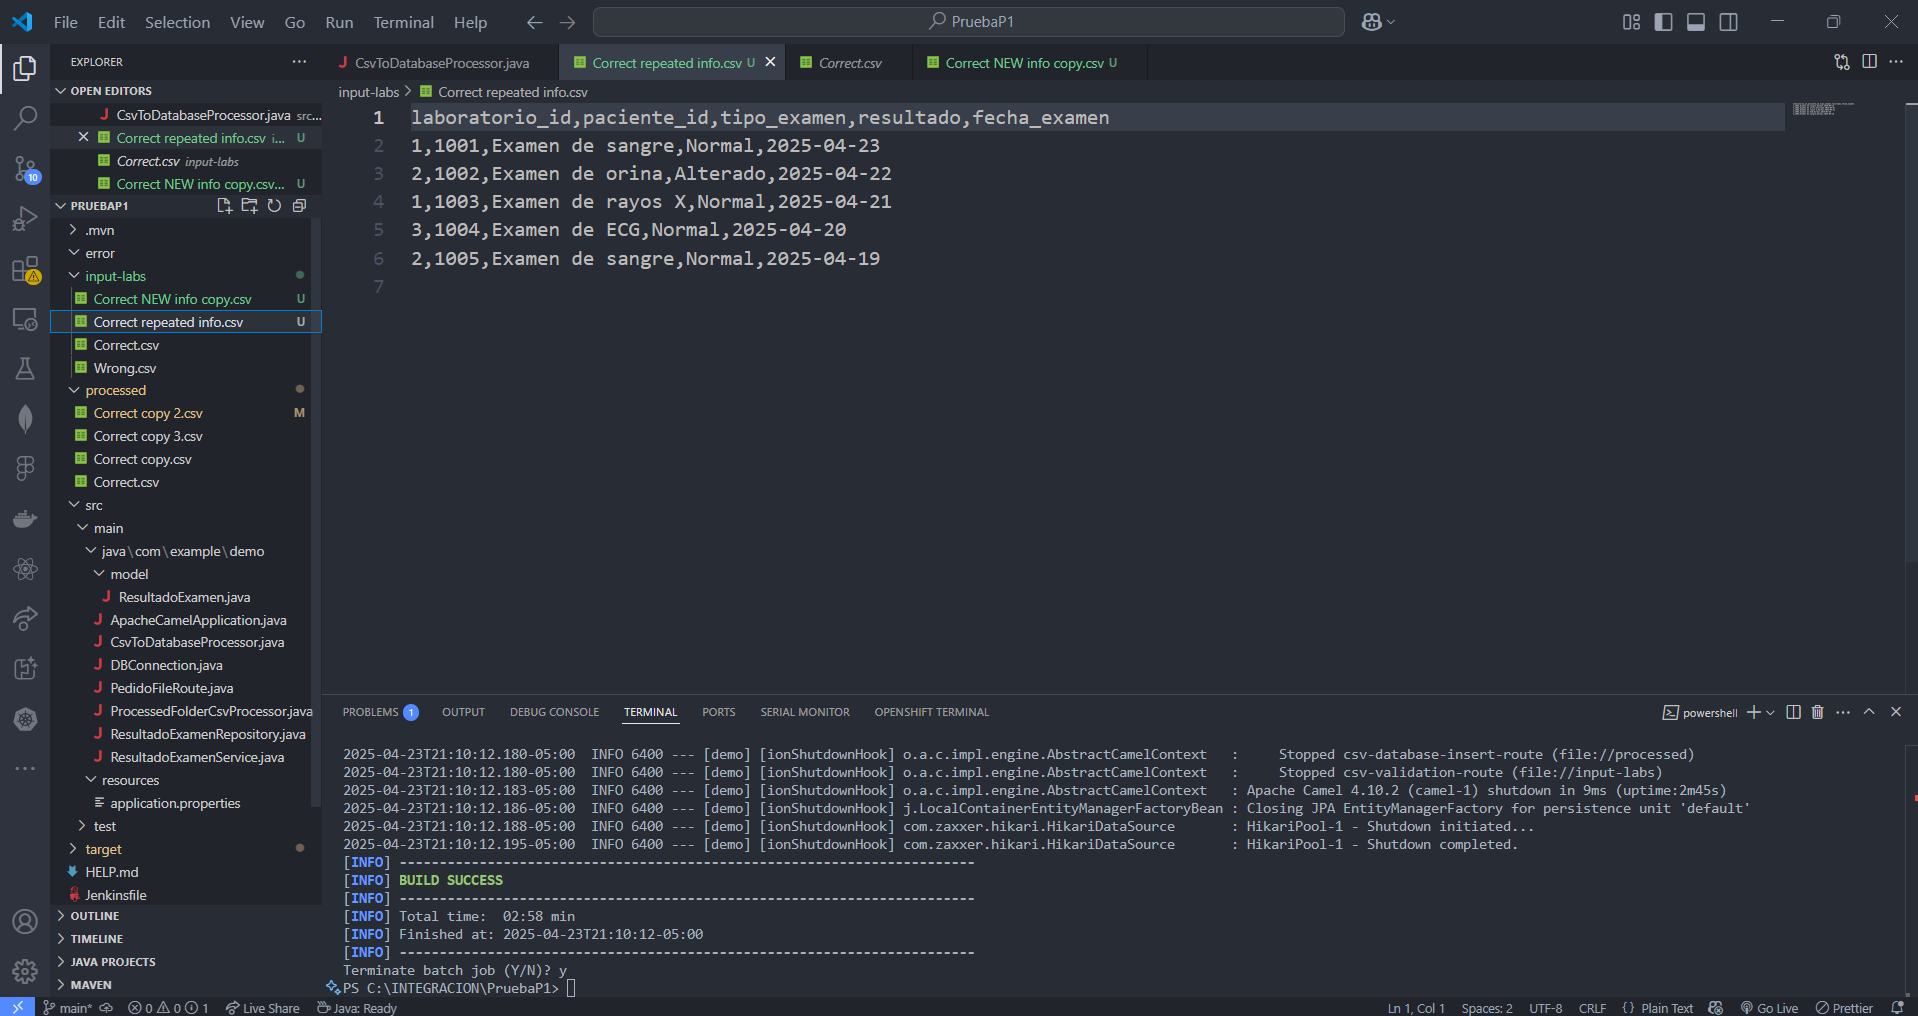 File Edit Selection View Go Run Terminal Help
PruebaP1
EXPLORER
OPEN EDITORS
CsvToDatabaseProcessor.java src...
Correct repeated info.csv i... U
Correct.csv input-labs
Correct NEW info copy.csv... U
PRUEBAP1
.mvn
error
input-labs
Correct NEW info copy.csv U
Correct repeated info.csv U
Correct.csv
Wrong.csv
processed
Correct copy 2.csv M
Correct copy 3.csv
Correct copy.csv
Correct.csv
src
main
java\com\example\demo
model
ResultadoExamen.java
ApacheCamelApplication.java
CsvToDatabaseProcessor.java
DBConnection.java
PedidoFileRoute.java
ProcessedFolderCsvProcessor.java
ResultadoExamenRepository.java
ResultadoExamenService.java
resources
application.properties
test
target
HELP.md
Jenkinsfile
OUTLINE
TIMELINE
JAVA PROJECTS
MAVEN
10
CsvToDatabaseProcessor.java
Correct repeated info.csv U
Correct.csv
Correct NEW info copy.csv U
input-labs > Correct repeated info.csv
1 laboratorio_id,paciente_id,tipo_examen,resultado,fecha_examen
2 1,1001,Examen de sangre,Normal,2025-04-23
3 2,1002,Examen de orina,Alterado,2025-04-22
4 1,1003,Examen de rayos X,Normal,2025-04-21
5 3,1004,Examen de ECG,Normal,2025-04-20
6 2,1005,Examen de sangre,Normal,2025-04-19
7
PROBLEMS 1 OUTPUT DEBUG CONSOLE TERMINAL PORTS SERIAL MONITOR OPENSHIFT TERMINAL
powershell
2025-04-23T21:10:12.180-05:00 INFO 6400 --- [demo] [ionShutdownHook] o.a.c.impl.engine.AbstractCamelContext : Stopped csv-database-insert-route (file://processed)
2025-04-23T21:10:12.180-05:00 INFO 6400 --- [demo] [ionShutdownHook] o.a.c.impl.engine.AbstractCamelContext : Stopped csv-validation-route (file://input-labs)
2025-04-23T21:10:12.183-05:00 INFO 6400 --- [demo] [ionShutdownHook] o.a.c.impl.engine.AbstractCamelContext : Apache Camel 4.10.2 (camel-1) shutdown in 9ms (uptime:2m45s)
2025-04-23T21:10:12.186-05:00 INFO 6400 --- [demo] [ionShutdownHook] j.LocalContainerEntityManagerFactoryBean : Closing JPA EntityManagerFactory for persistence unit 'default'
2025-04-23T21:10:12.188-05:00 INFO 6400 --- [demo] [ionShutdownHook] com.zaxxer.hikari.HikariDataSource : HikariPool-1 - Shutdown initiated...
2025-04-23T21:10:12.195-05:00 INFO 6400 --- [demo] [ionShutdownHook] com.zaxxer.hikari.HikariDataSource : HikariPool-1 - Shutdown completed.
[INFO] ------------------------------------------------------------------------
[INFO] BUILD SUCCESS
[INFO] ------------------------------------------------------------------------
[INFO] Total time: 02:58 min
[INFO] Finished at: 2025-04-23T21:10:12-05:00
[INFO] ------------------------------------------------------------------------
Terminate batch job (Y/N)? y
PS C:\INTEGRACION\PruebaP1>
main* 0 0 1 Live Share Java: Ready Ln 1, Col 1 Spaces: 2 UTF-8 CRLF {} Plain Text Go Live Prettier